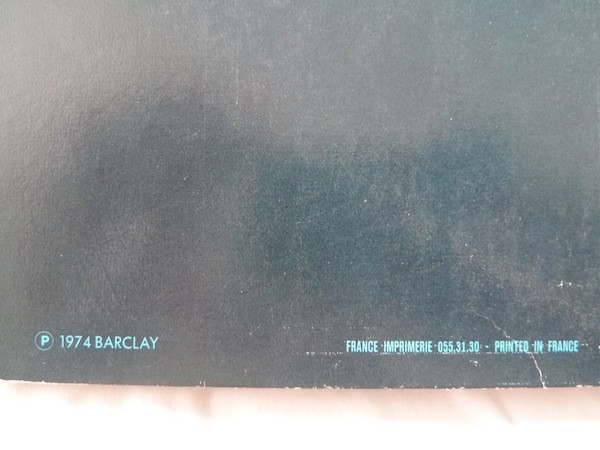 Ⓟ 1974 BARCLAY
FRANCE IMPRIMERIE 055.31.30 - PRINTED IN FRANCE